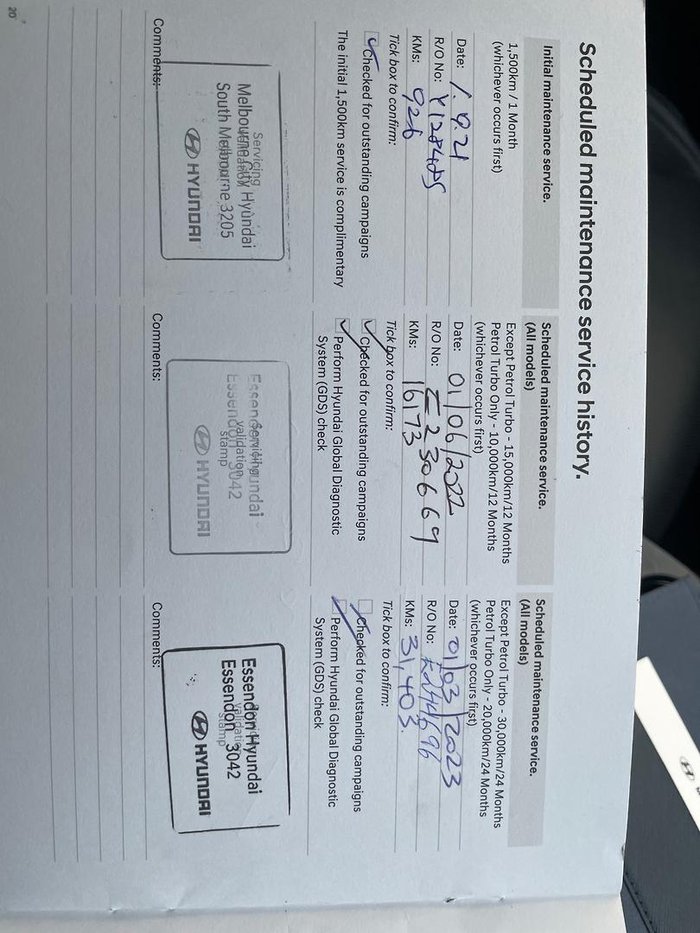 Scheduled maintenance service history.
Initial maintenance service.
1,500km / 1 Month
(whichever occurs first)
Date: 1.9.21
R/O No:
KMs: 926
Tick box to confirm:
Checked for outstanding campaigns
The initial 1,500km service is complimentary
Servicing
Melbourne City Hyundai
South Melbourne 3205
HYUNDAI
Comments:
Scheduled maintenance service.
(All models)
Except Petrol Turbo - 15,000km/12 Months
Petrol Turbo Only - 10,000km/12 Months
(whichever occurs first)
Date: 01/06/2022
R/O No: E230669
KMs: 16173
Tick box to confirm:
Checked for outstanding campaigns
Perform Hyundai Global Diagnostic
System (GDS) check
Essendon Hyundai
validation
Essendon 3042
stamp
HYUNDAI
Comments:
Scheduled maintenance service.
(All models)
Except Petrol Turbo - 30,000km/24 Months
Petrol Turbo Only - 20,000km/24 Months
(whichever occurs first)
Date: 01/03/2023
R/O No:
KMs: 31,403.
Tick box to confirm:
Checked for outstanding campaigns
Perform Hyundai Global Diagnostic
System (GDS) check
Essendon Hyundai
validation
Essendon 3042
stamp
HYUNDAI
Comments:
20